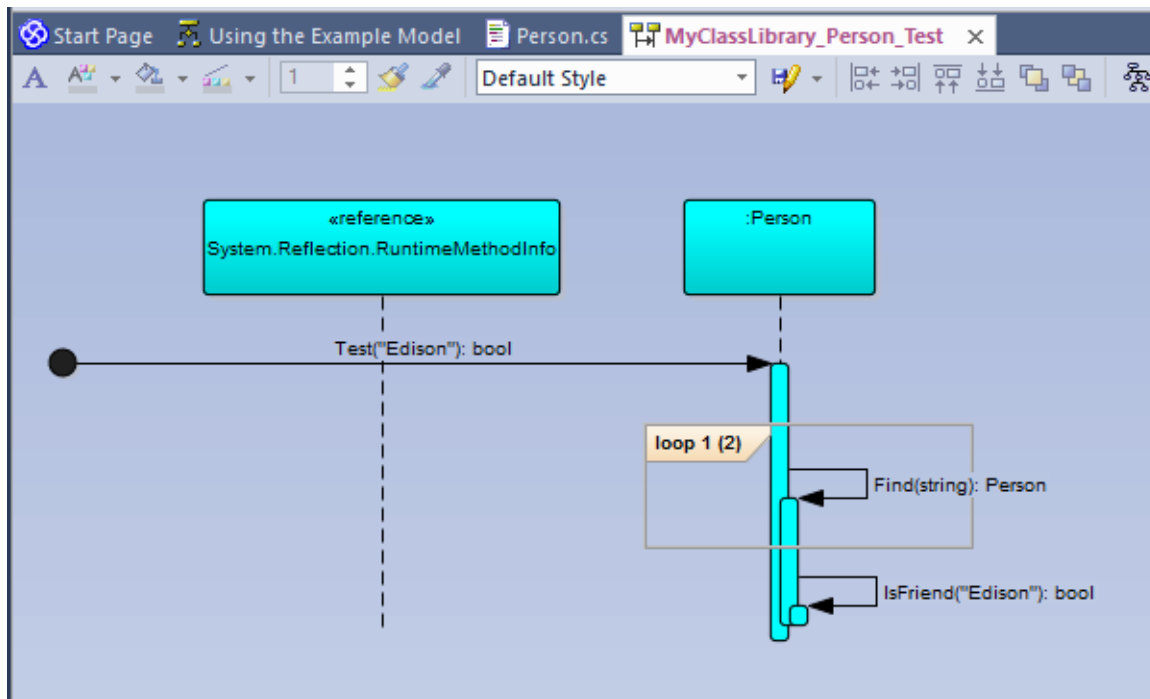 Start Page
Using the Example Model
Person.cs
MyClassLibrary_Person_Test
A
1
Default Style
«reference»
System.Reflection.RuntimeMethodInfo
:Person
Test("Edison"): bool
loop 1 (2)
Find(string): Person
IsFriend("Edison"): bool